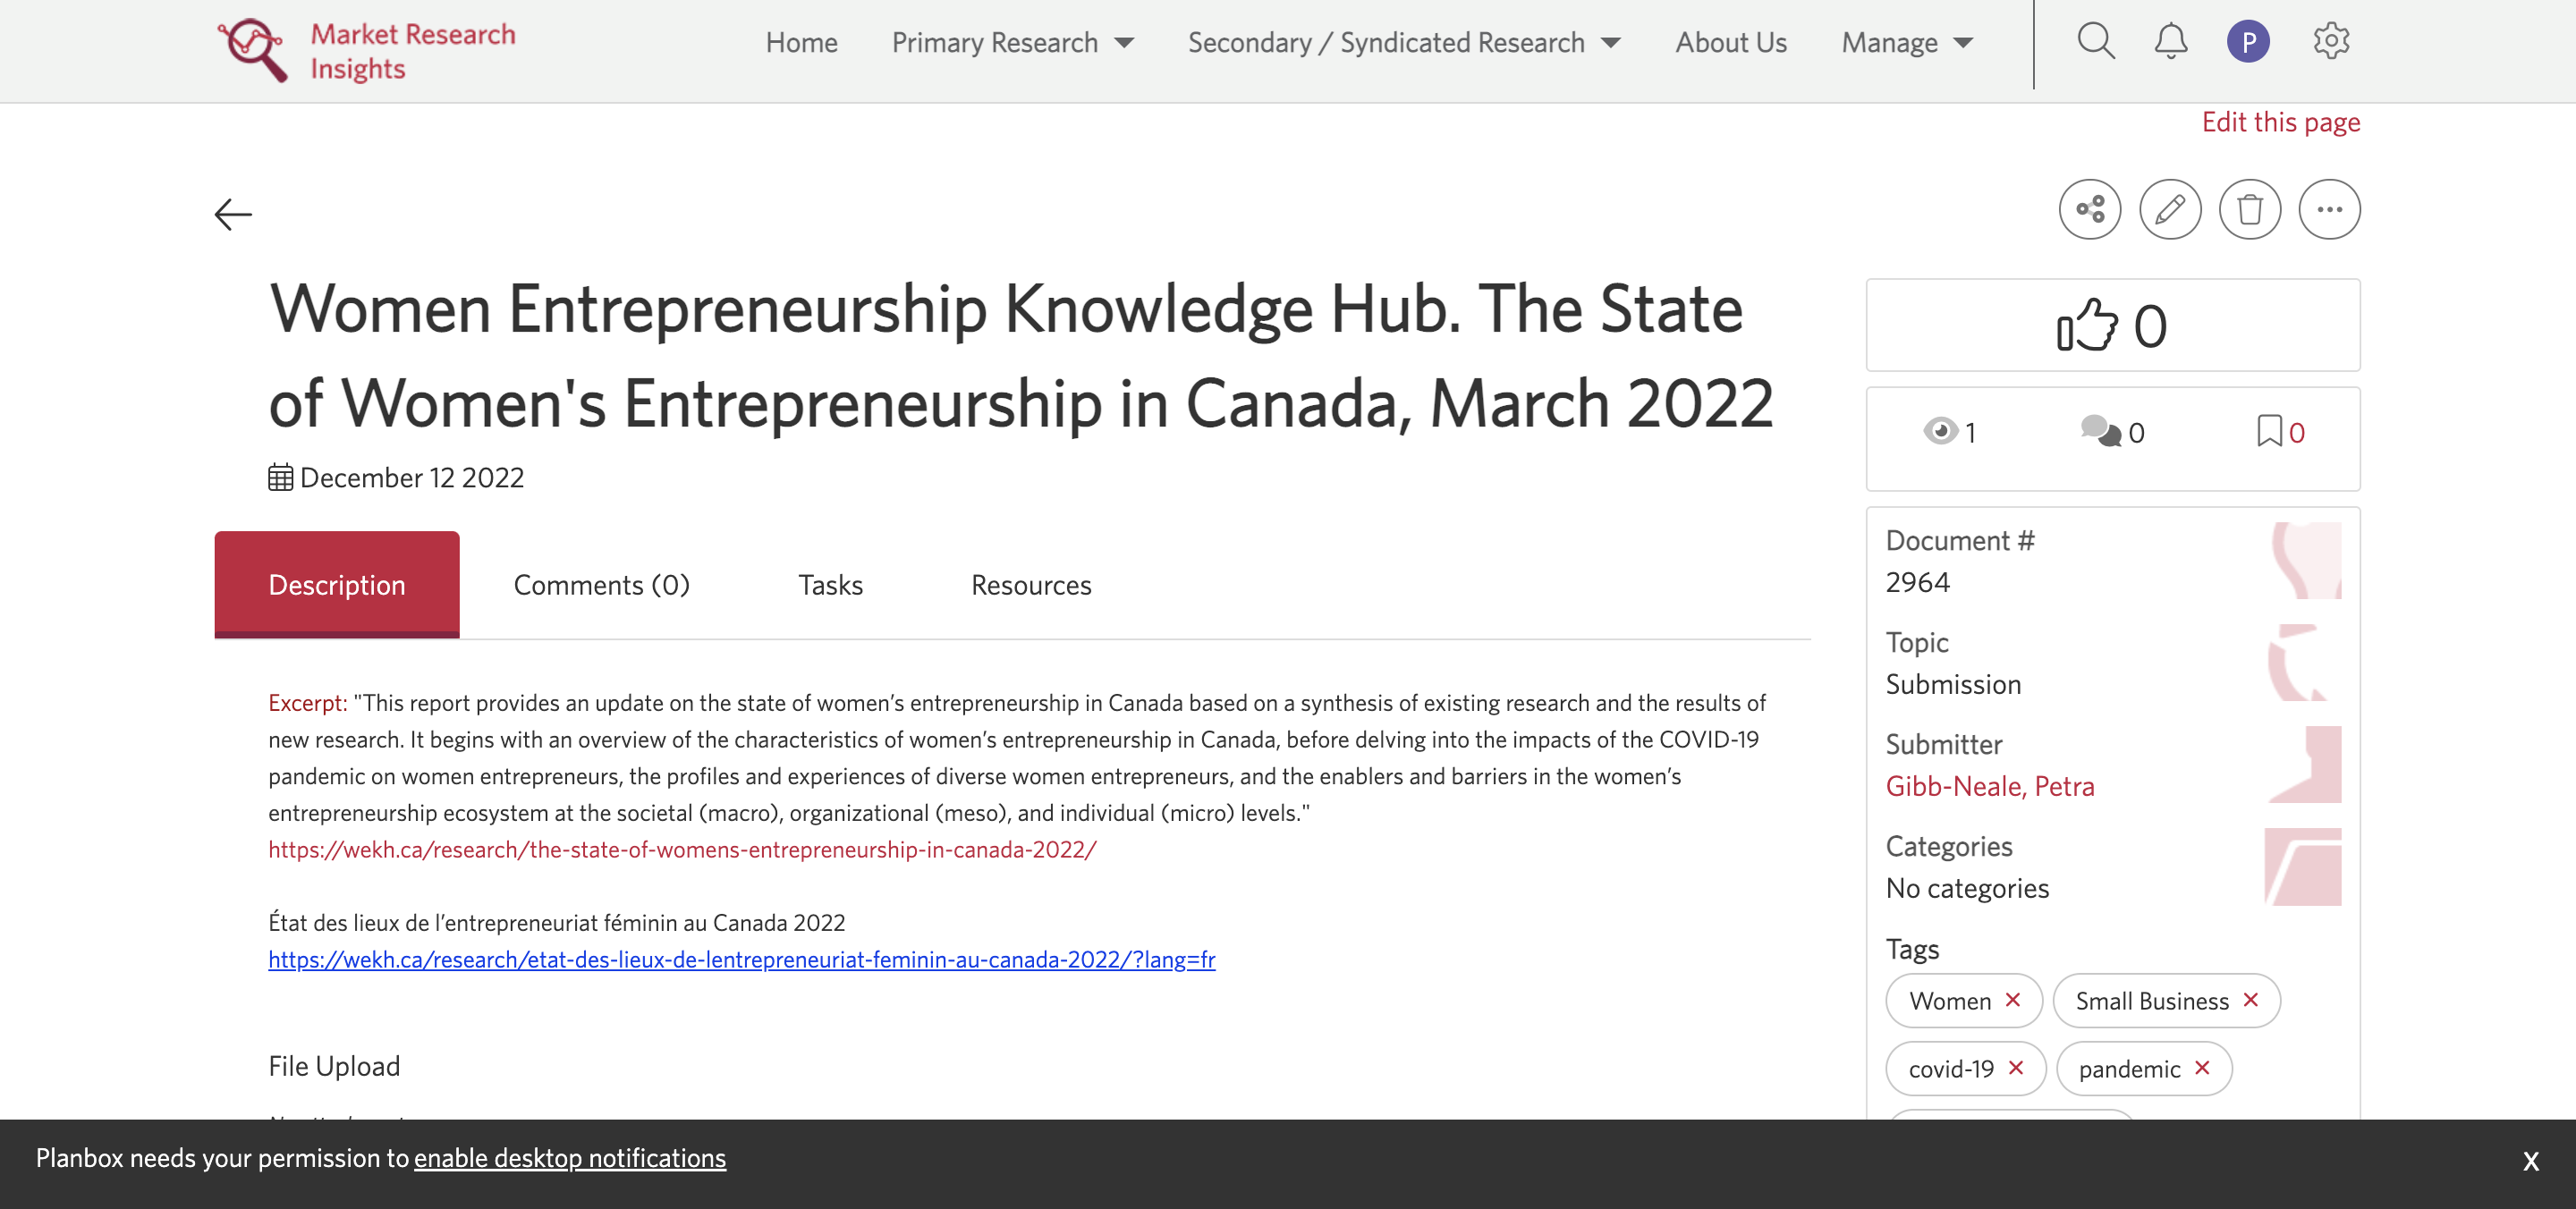 Market Research
Insights
Home
Primary Research
Secondary / Syndicated Research
About Us
Manage
P
Edit this page
Women Entrepreneurship Knowledge Hub. The State
of Women's Entrepreneurship in Canada, March 2022
December 12 2022
0
1
0
0
Description
Comments (0)
Tasks
Resources
Excerpt: "This report provides an update on the state of women’s entrepreneurship in Canada based on a synthesis of existing research and the results of
new research. It begins with an overview of the characteristics of women’s entrepreneurship in Canada, before delving into the impacts of the COVID-19
pandemic on women entrepreneurs, the profiles and experiences of diverse women entrepreneurs, and the enablers and barriers in the women’s
entrepreneurship ecosystem at the societal (macro), organizational (meso), and individual (micro) levels."
https://wekh.ca/research/the-state-of-womens-entrepreneurship-in-canada-2022/
État des lieux de l’entrepreneuriat féminin au Canada 2022
https://wekh.ca/research/etat-des-lieux-de-lentrepreneuriat-feminin-au-canada-2022/?lang=fr
File Upload
Document #
2964
Topic
Submission
Submitter
Gibb-Neale, Petra
Categories
No categories
Tags
Women
Small Business
covid-19
pandemic
Planbox needs your permission to enable desktop notifications
X